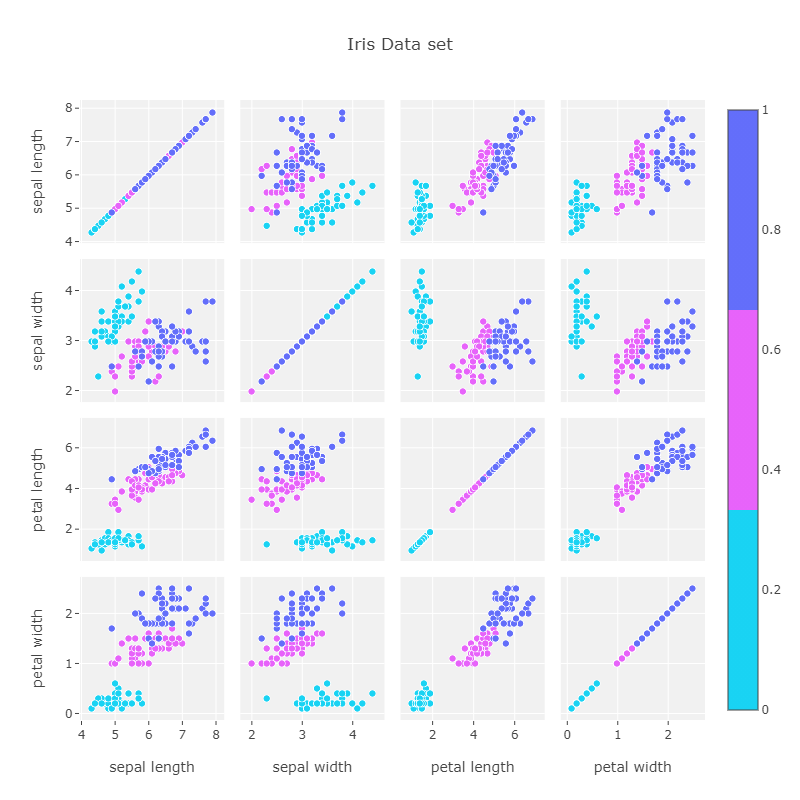 Iris Data set
sepal length
8
7
6
5
4
sepal width
4
3
2
petal length
6
4
2
petal width
2
1
0
4 5 6 7 8
2 3 4
2 4 6
0 1 2
sepal length
sepal width
petal length
petal width
1
0.8
0.6
0.4
0.2
0